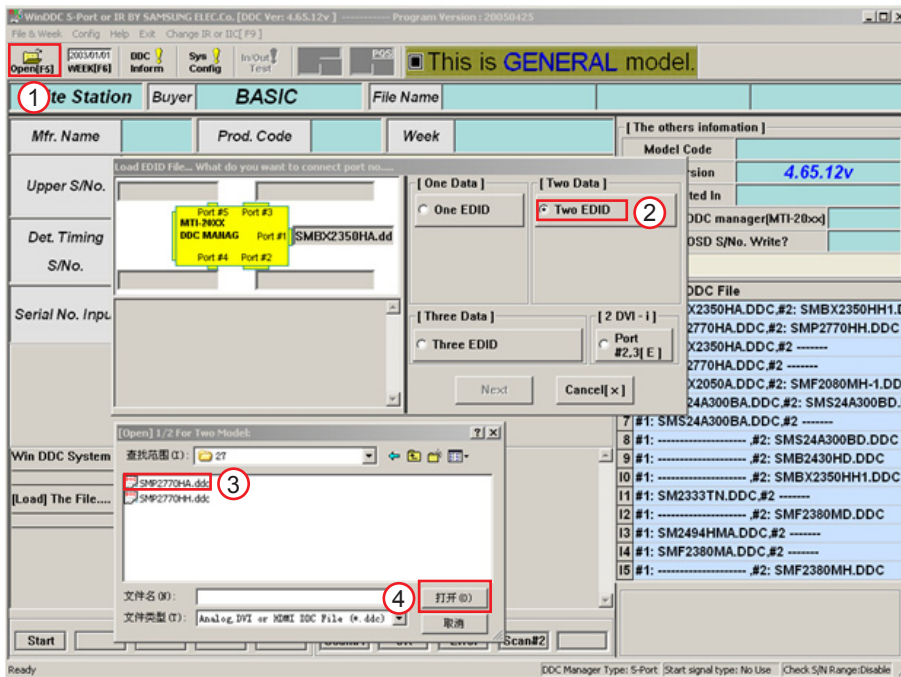 WinDDC S-Port or IR BY SAMSUNG ELEC.Co. [DDC Ver: 4.65.12v ] ----------- Program Version : 20050425
File & Week Config Help Exit Change IR or IIC[ F9 ]
Open[F5] 2003/01/01 WEEK[F6] DDC Inform Sys Config In/Out Test POS This is GENERAL model.
1 te Station Buyer BASIC File Name
Mfr. Name Prod. Code Week
[ The others infomation ]
Model Code
Upper S/No.
rsion 4.65.12v
ted In
DDC manager(MTI-20xx)
OSD S/No. Write?
Det. Timing
S/No.
Serial No. Inpu
Load EDID File... What do you want to connect port no.....
Port #5 Port #3
MTI-20XX
DDC MANAG Port #1 SMBX2350HA.dd
Port #4 Port #2
[ One Data ] [ Two Data ]
One EDID Two EDID 2
[ Three Data ] [ 2 DVI - i ]
Three EDID Port #2,3[ E ]
Next Cancel[ x ]
DDC File
X2350HA.DDC,#2: SMBX2350HH1.D
2770HA.DDC,#2: SMP2770HH.DDC
X2350HA.DDC,#2 -------
2770HA.DDC,#2 -------
X2050A.DDC,#2: SMF2080MH-1.DD
24A300BA.DDC,#2: SMS24A300BD.
7 #1: SMS24A300BA.DDC,#2 -------
8 #1: -------------------- ,#2: SMS24A300BD.DDC
9 #1: -------------------- ,#2: SMB2430HD.DDC
10 #1: -------------------- ,#2: SMBX2350HH1.DDC
11 #1: SM2333TN.DDC,#2 -------
12 #1: -------------------- ,#2: SMF2380MD.DDC
13 #1: SM2494HMA.DDC,#2 -------
14 #1: SMF2380MA.DDC,#2 -------
15 #1: -------------------- ,#2: SMF2380MH.DDC
Win DDC System
[Load] The File....
[Open] 1/2 For Two Model:
查找范围(I): 27
SMP2770HA.ddc 3
SMP2770HH.ddc
文件名(N): 4 打开(O)
文件类型(T): Analog,DVI or HDMI DDC File (*.ddc) 取消
Start Scan#2
Ready DDC Manager Type: 5-Port Start signal type: No Use Check S/N Range:Disable